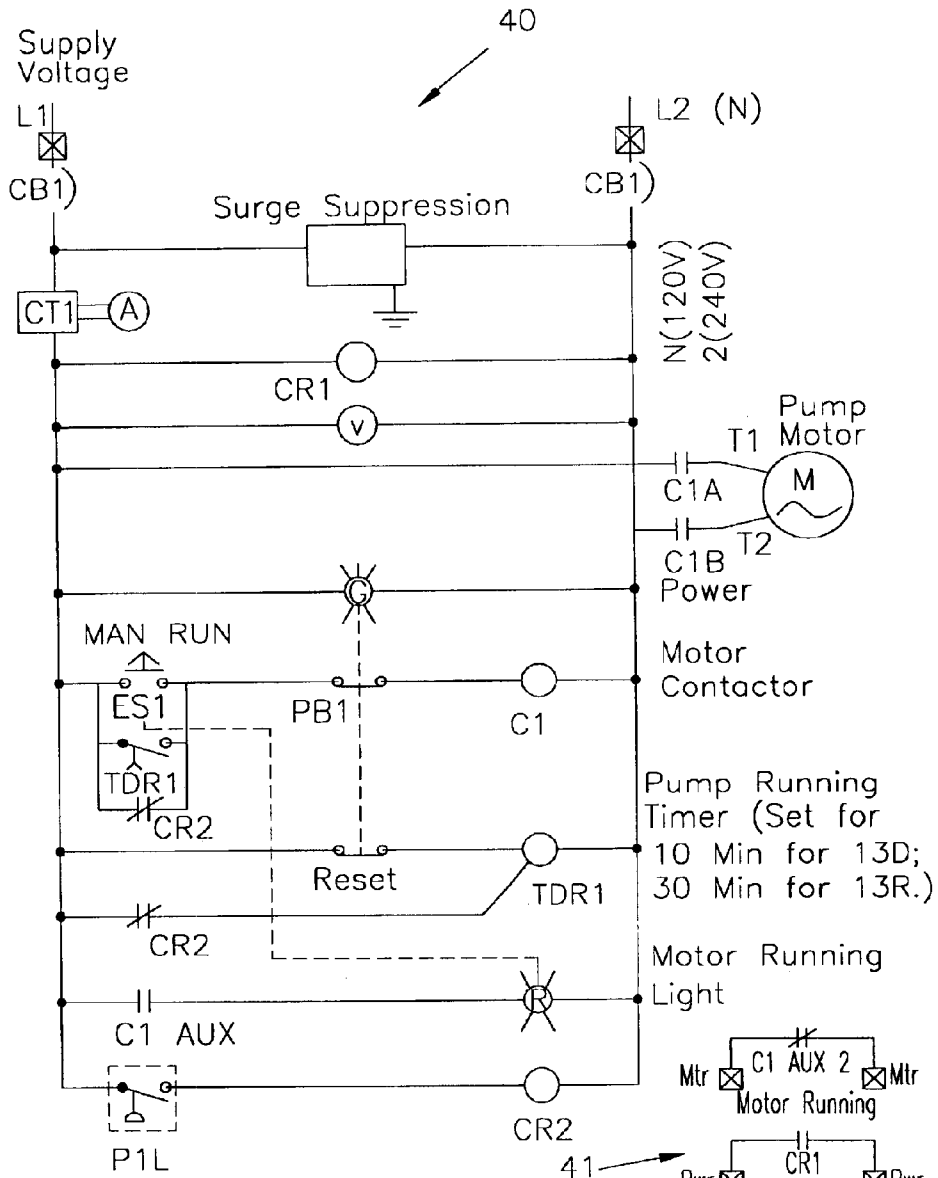 40
Supply
Voltage
L1
L2 (N)
CB1)
CB1)
Surge Suppression
N(120V)
2(240V)
CT1
A
CR1
v
Pump
Motor
T1
M
C1A
T2
C1B
Power
G
MAN RUN
Motor
Contactor
ES1
PB1
C1
TDR1
CR2
Pump Running
Timer (Set for
10 Min for 13D;
30 Min for 13R.)
Reset
TDR1
CR2
Motor Running
Light
R
C1 AUX
C1 AUX 2
Mtr
Mtr
Motor Running
CR2
P1L
41
CR1